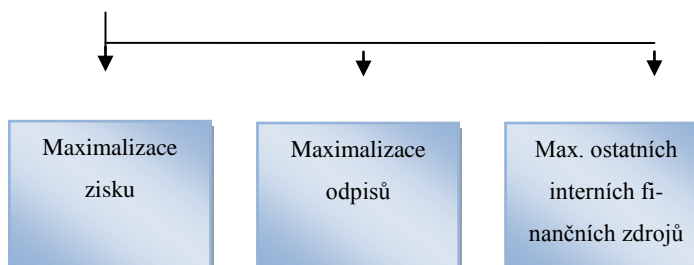 Maximalizace
zisku
Maximalizace
odpisů
Max. ostatních
interních fi-
nančních zdrojů